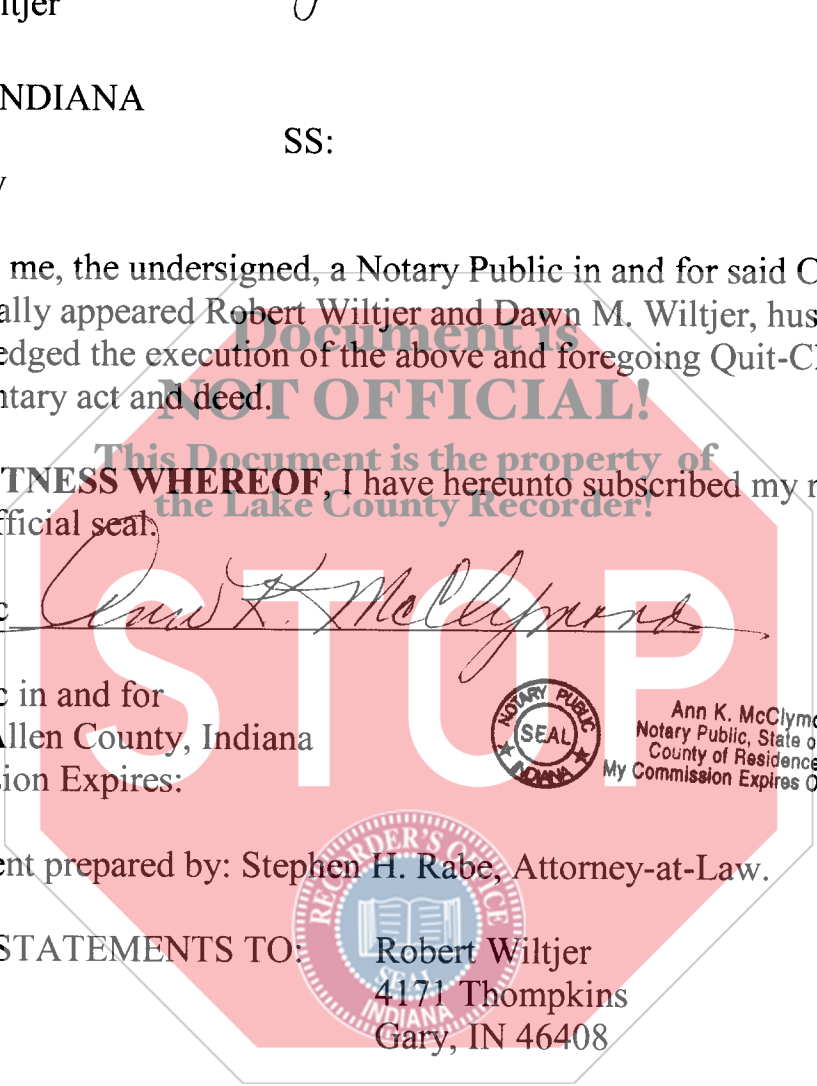 ltjer
NDIANA
SS:
me, the undersigned, a Notary Public in and for said C
ally appeared Robert Wiltjer and Dawn M. Wiltjer, hus
edged the execution of the above and foregoing Quit-Cl
ntary act and deed.
Document is
NOT OFFICIAL!
This Document is the property of
the Lake County Recorder!
TNESS WHEREOF, I have hereunto subscribed my n
fficial seal.
STOP
c Ann K. McClymonds
c in and for
Allen County, Indiana
sion Expires:
NOTARY PUBLIC
SEAL
INDIANA
Ann K. McClymo
Notary Public, State o
County of Residence
My Commission Expires O
ent prepared by: Stephen H. Rabe, Attorney-at-Law.
RECORDER'S OFFICE
SEAL
INDIANA
STATEMENTS TO: Robert Wiltjer
4171 Thompkins
Gary, IN 46408